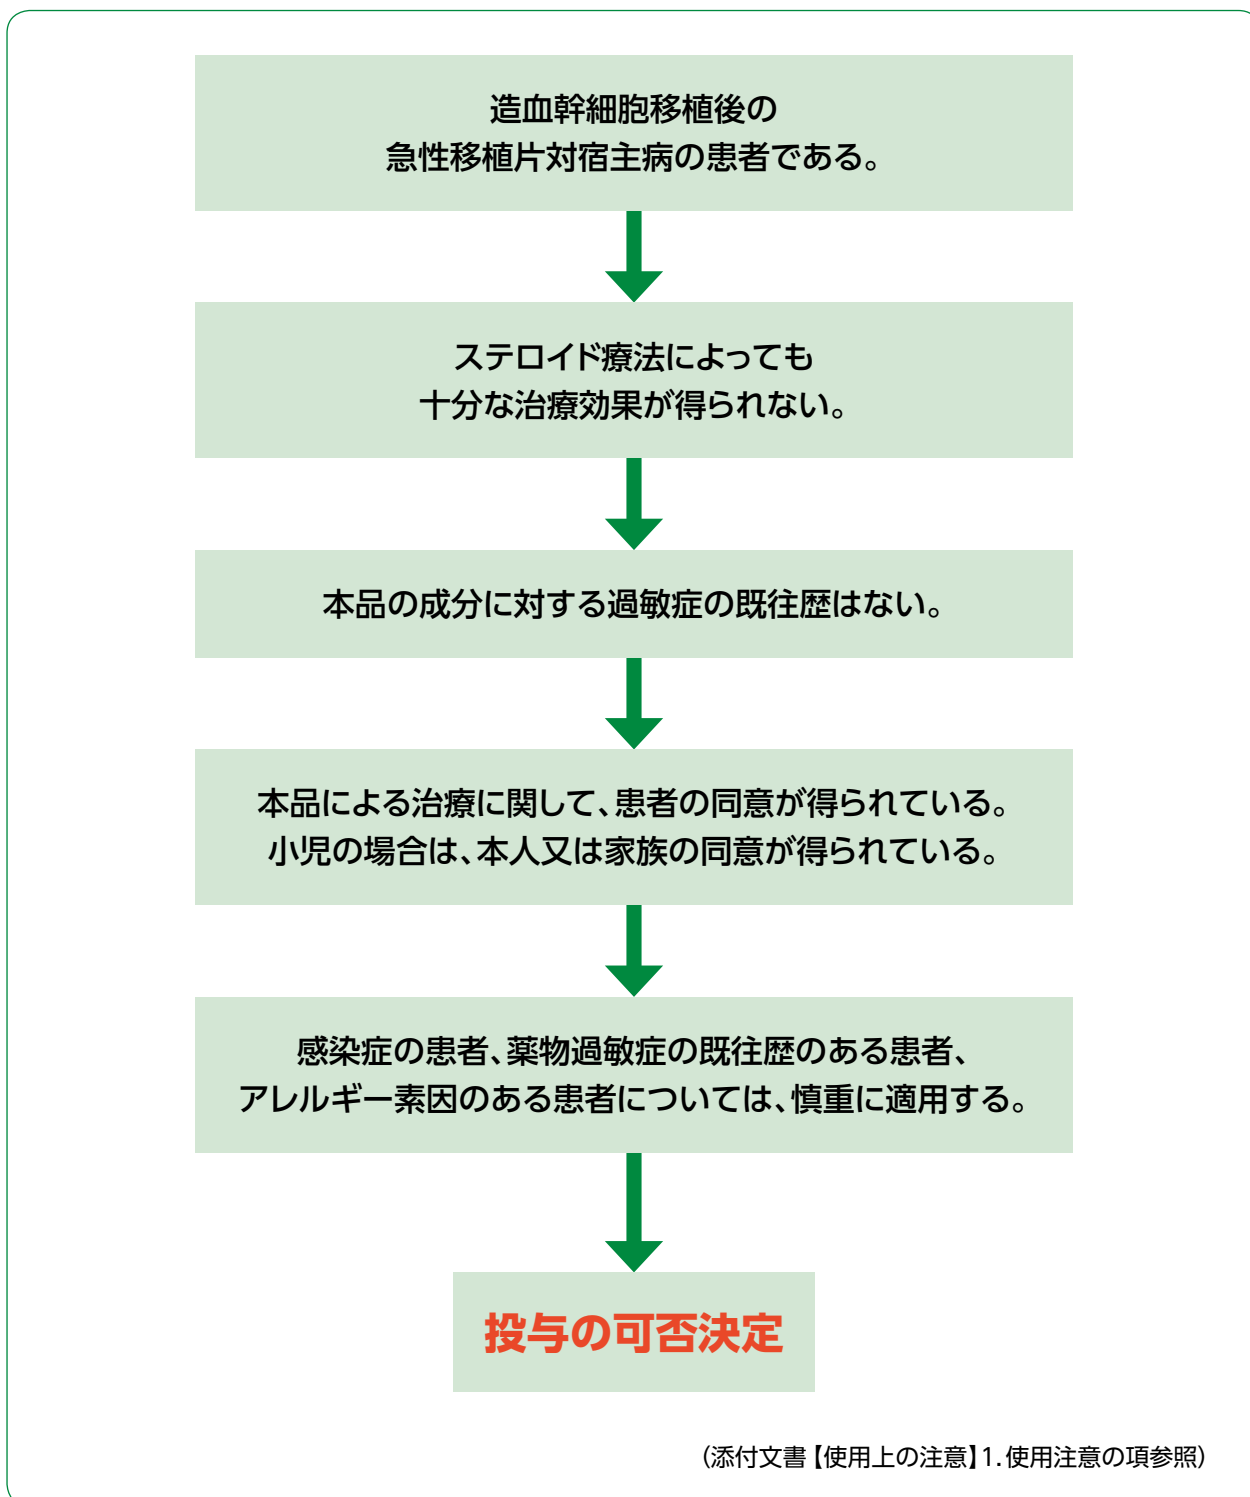 造血幹細胞移植後の
急性移植片対宿主病の患者である。
ステロイド療法によっても
十分な治療効果が得られない。
本品の成分に対する過敏症の既往歴はない。
本品による治療に関して、患者の同意が得られている。
小児の場合は、本人又は家族の同意が得られている。
感染症の患者、薬物過敏症の既往歴のある患者、
アレルギー素因のある患者については、慎重に適用する。
投与の可否決定
(添付文書【使用上の注意】1.使用注意の項参照)